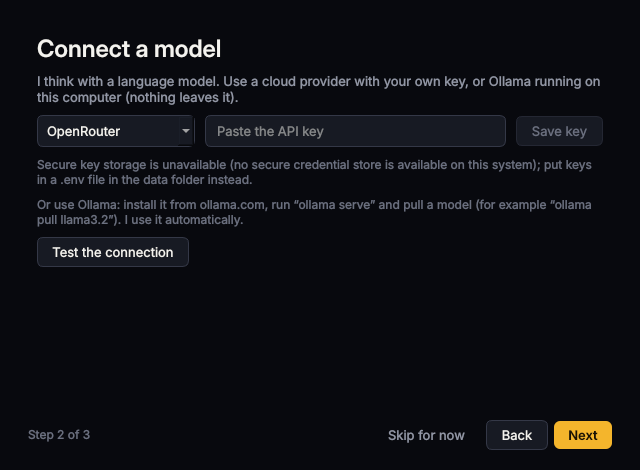 Connect a model
I think with a language model. Use a cloud provider with your own key, or Ollama running on
this computer (nothing leaves it).
OpenRouter
Paste the API key
Save key
Secure key storage is unavailable (no secure credential store is available on this system); put keys
in a .env file in the data folder instead.
Or use Ollama: install it from ollama.com, run “ollama serve” and pull a model (for example “ollama
pull llama3.2”). I use it automatically.
Test the connection
Step 2 of 3
Skip for now
Back
Next